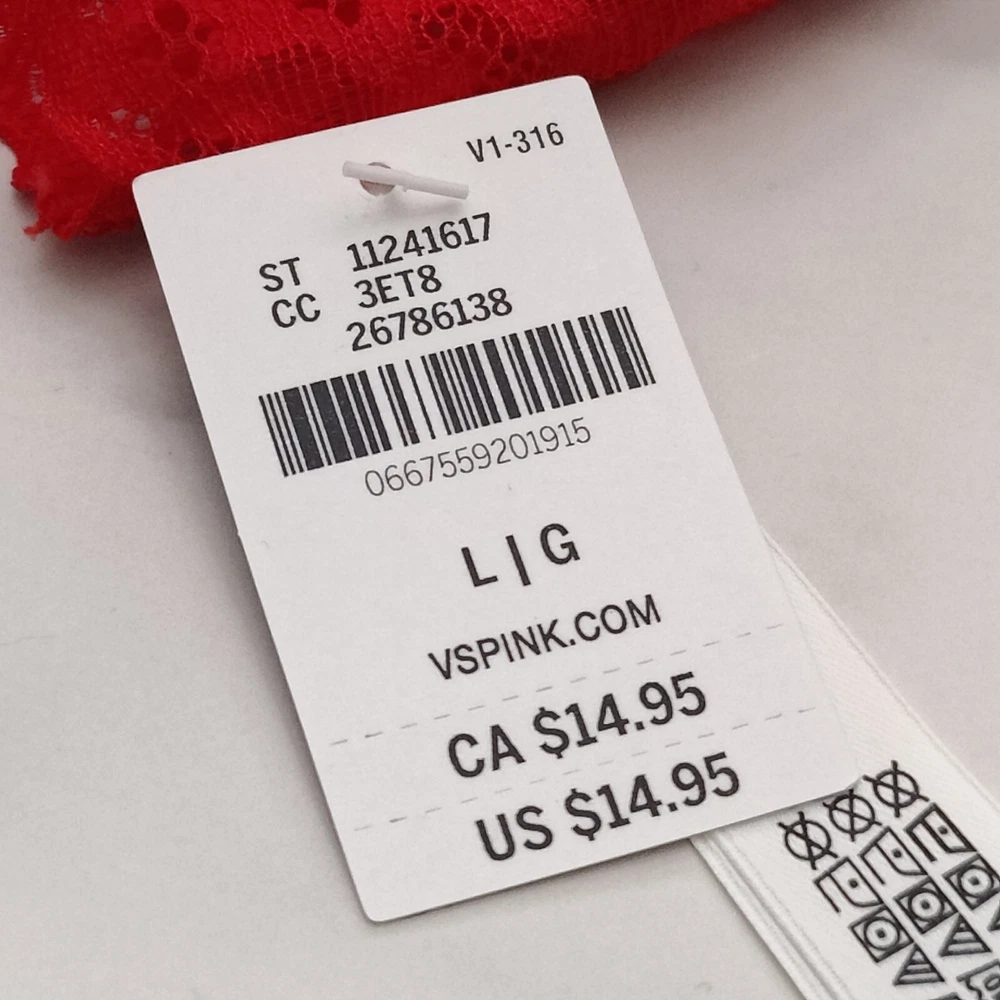 V1-316
ST 11241617
CC 3ET8
26786138
0667559201915
L | G
VSPINK.COM
CA $14.95
US $14.95